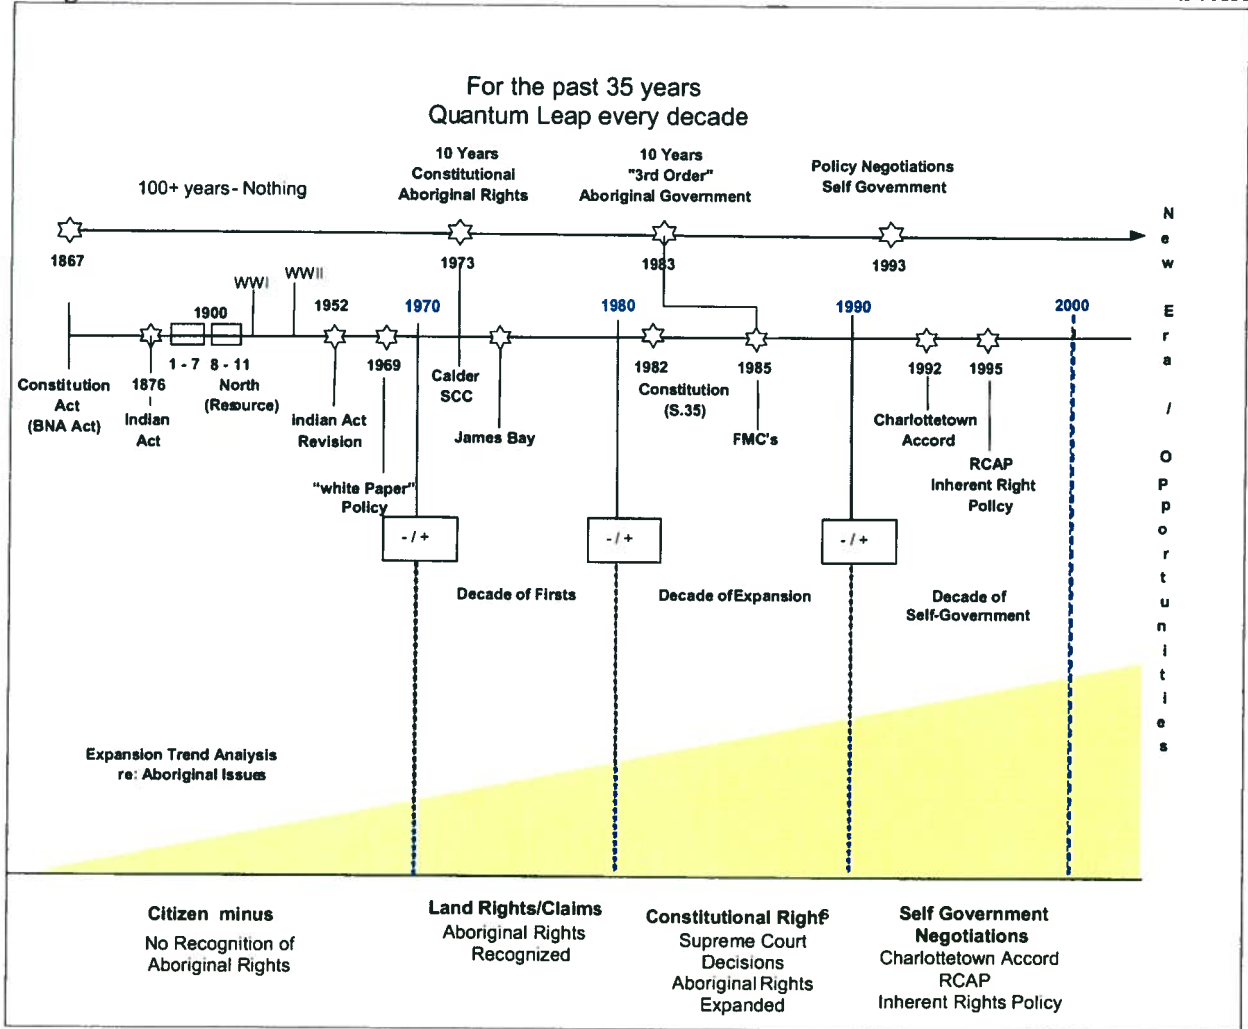 For the past 35 years
Quantum Leap every decade
100+ years - Nothing
10 Years
Constitutional
Aboriginal Rights
10 Years
"3rd Order"
Aboriginal Government
Policy Negotiations
Self Government
1867
1973
1983
1993
New Era / Opportunities
WWI
WWII
1900
1952
1970
1980
1990
2000
Constitution
Act
(BNA Act)
1876
Indian
Act
1 - 7
8 - 11
North
(Resource)
indian Act
Revision
1969
"white Paper"
Policy
Calder
SCC
James Bay
1982
Constitution
(S.35)
1985
FMC's
1992
Charlottetown
Accord
1995
RCAP
Inherent Right
Policy
- / +
- / +
- / +
Decade of Firsts
Decade of Expansion
Decade of
Self-Government
Expansion Trend Analysis
re: Aboriginal Issues
Citizen minus
No Recognition of
Aboriginal Rights
Land Rights/Claims
Aboriginal Rights
Recognized
Constitutional Rights
Supreme Court
Decisions
Aboriginal Rights
Expanded
Self Government
Negotiations
Charlottetown Accord
RCAP
Inherent Rights Policy